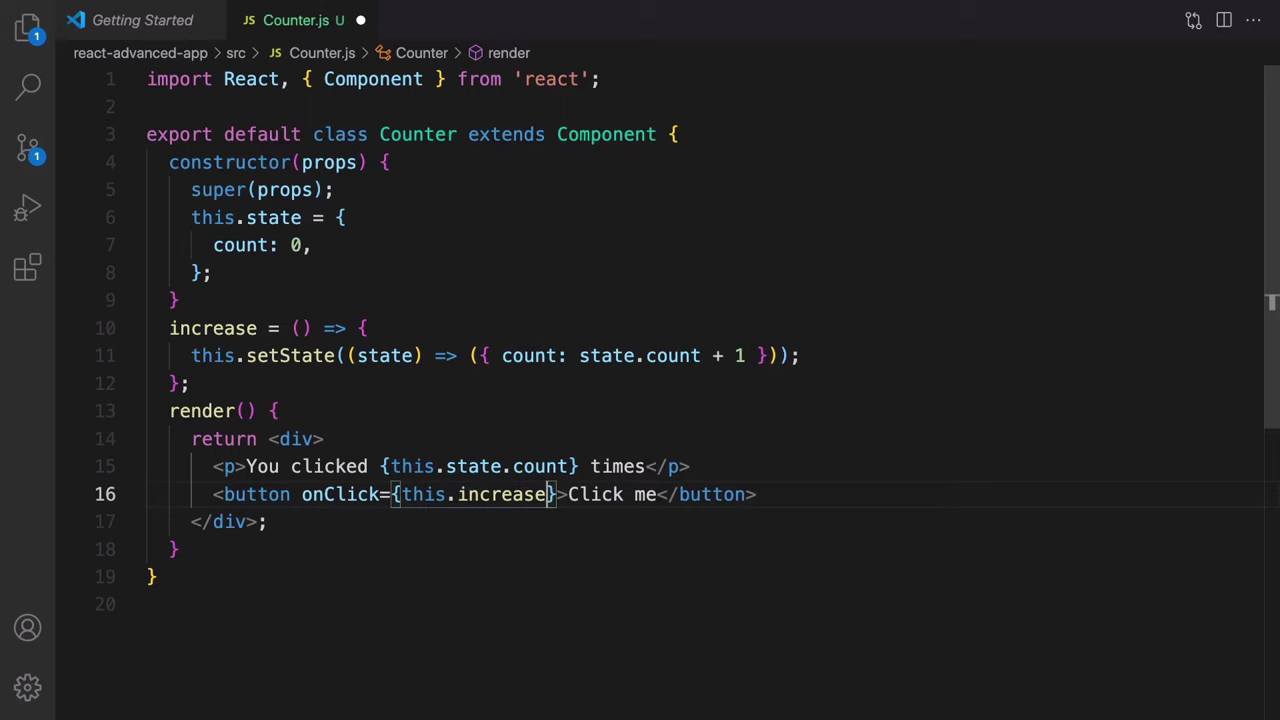 Getting Started
JS Counter.js U
react-advanced-app > src > JS Counter.js > Counter > render
1
1
1 import React, { Component } from 'react';
2
3 export default class Counter extends Component {
4 constructor(props) {
5 super(props);
6 this.state = {
7 count: 0,
8 };
9 }
10 increase = () => {
11 this.setState((state) => ({ count: state.count + 1 }));
12 };
13 render() {
14 return <div>
15 <p>You clicked {this.state.count} times</p>
16 <button onClick={this.increase}>Click me</button>
17 </div>;
18 }
19 }
20